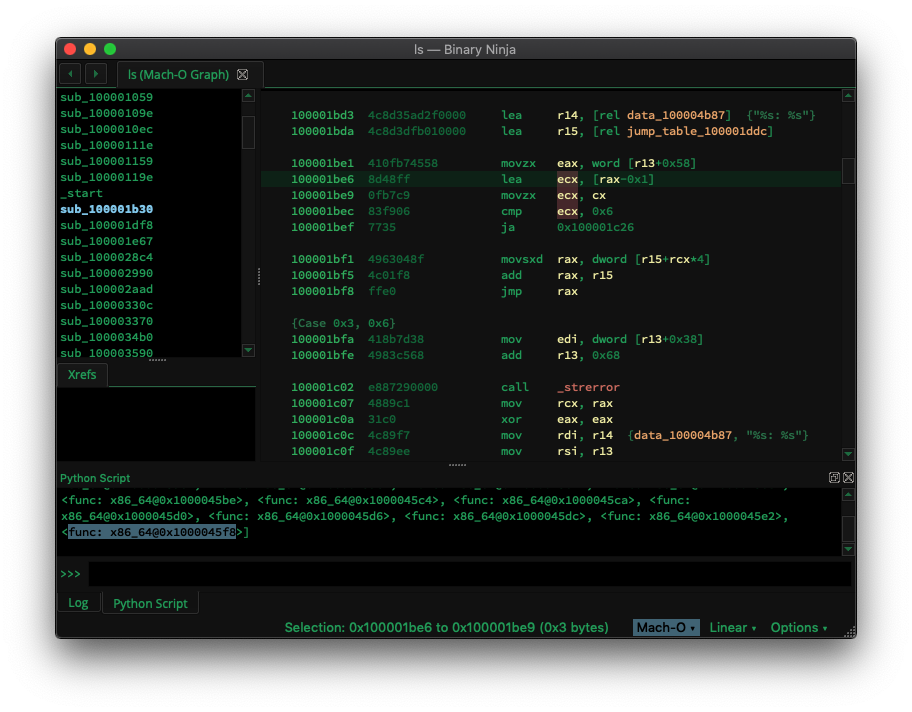 ls — Binary Ninja
ls (Mach-O Graph)
sub_100001059
sub_10000109e
sub_1000010ec
sub_10000111e
sub_100001159
sub_10000119e
_start
sub_100001b30
sub_100001df8
sub_100001e67
sub_1000028c4
sub_100002990
sub_100002aad
sub_10000330c
sub_100003370
sub_1000034b0
sub_100003590
Xrefs
100001bd3 4c8d35ad2f0000 lea r14, [rel data_100004b87] {"%s: %s"}
100001bda 4c8d3dfb010000 lea r15, [rel jump_table_100001ddc]
100001be1 410fb74558 movzx eax, word [r13+0x58]
100001be6 8d48ff lea ecx, [rax-0x1]
100001be9 0fb7c9 movzx ecx, cx
100001bec 83f906 cmp ecx, 0x6
100001bef 7735 ja 0x100001c26
100001bf1 4963048f movsxd rax, dword [r15+rcx*4]
100001bf5 4c01f8 add rax, r15
100001bf8 ffe0 jmp rax
{Case 0x3, 0x6}
100001bfa 418b7d38 mov edi, dword [r13+0x38]
100001bfe 4983c568 add r13, 0x68
100001c02 e887290000 call _strerror
100001c07 4889c1 mov rcx, rax
100001c0a 31c0 xor eax, eax
100001c0c 4c89f7 mov rdi, r14 {data_100004b87, "%s: %s"}
100001c0f 4c89ee mov rsi, r13
Python Script
<func: x86_64@0x1000045be>, <func: x86_64@0x1000045c4>, <func: x86_64@0x1000045ca>, <func:
x86_64@0x1000045d0>, <func: x86_64@0x1000045d6>, <func: x86_64@0x1000045dc>, <func: x86_64@0x1000045e2>,
<func: x86_64@0x1000045f8>]
>>>
Log Python Script
Selection: 0x100001be6 to 0x100001be9 (0x3 bytes) Mach-O Linear Options